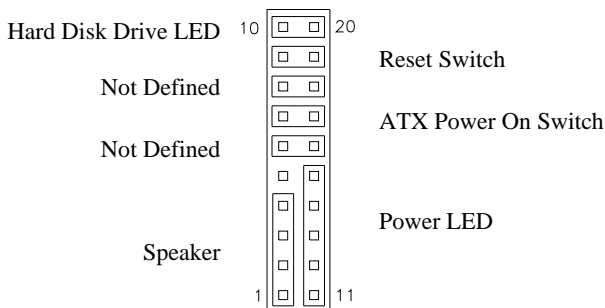 Hard Disk Drive LED
10
20
Reset Switch
Not Defined
ATX Power On Switch
Not Defined
Power LED
Speaker
1
11